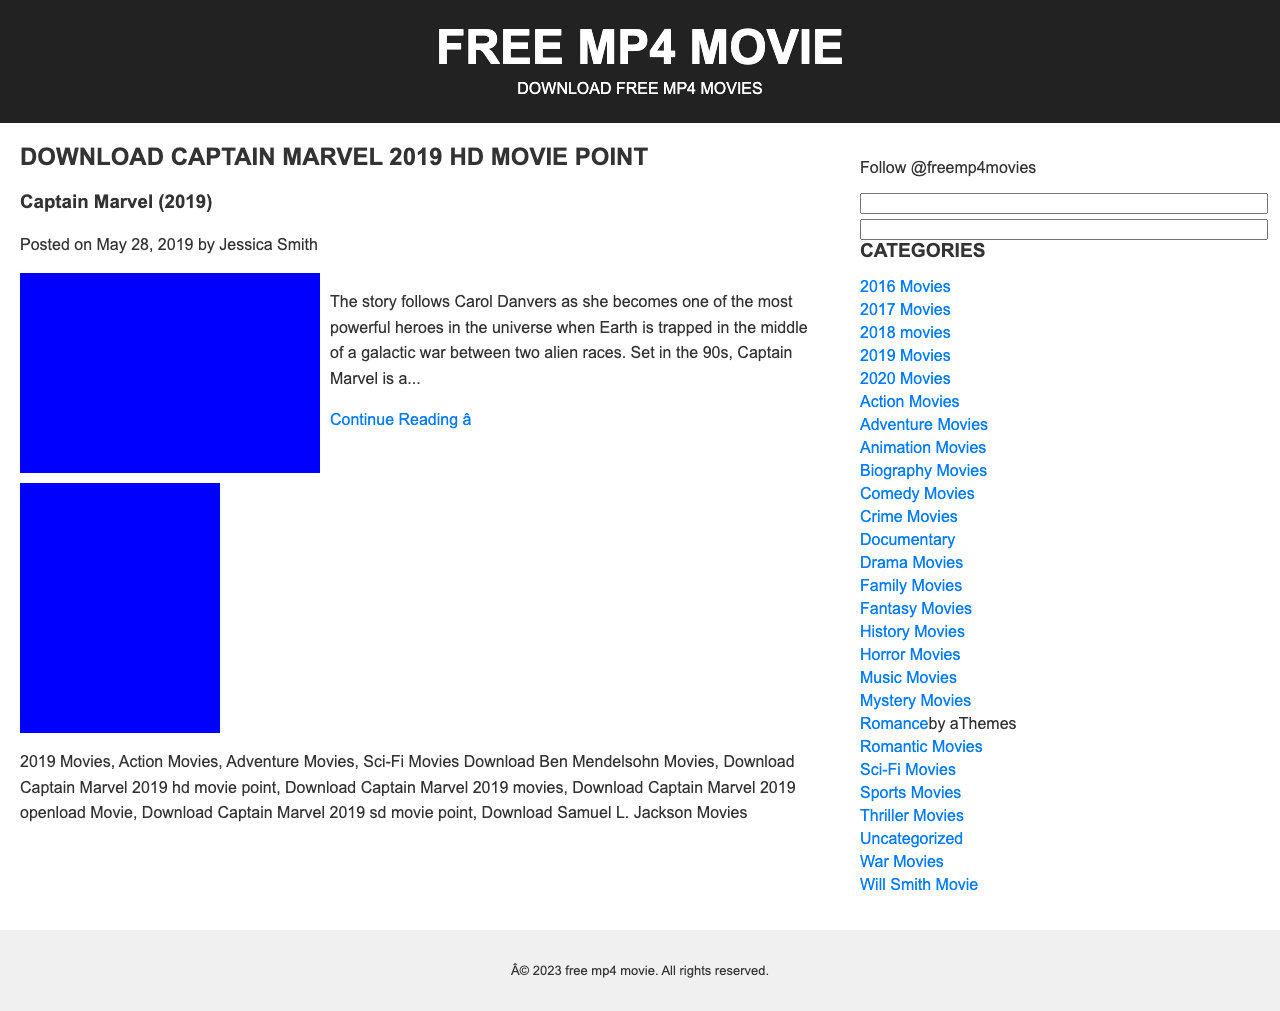 FREE MP4 MOVIE
DOWNLOAD FREE MP4 MOVIES
DOWNLOAD CAPTAIN MARVEL 2019 HD MOVIE POINT
Captain Marvel (2019)
Posted on May 28, 2019 by Jessica Smith
The story follows Carol Danvers as she becomes one of the most
powerful heroes in the universe when Earth is trapped in the middle
of a galactic war between two alien races. Set in the 90s, Captain
Marvel is a...
Continue Reading â
2019 Movies, Action Movies, Adventure Movies, Sci-Fi Movies Download Ben Mendelsohn Movies, Download
Captain Marvel 2019 hd movie point, Download Captain Marvel 2019 movies, Download Captain Marvel 2019
openload Movie, Download Captain Marvel 2019 sd movie point, Download Samuel L. Jackson Movies
Follow @freemp4movies
CATEGORIES
2016 Movies
2017 Movies
2018 movies
2019 Movies
2020 Movies
Action Movies
Adventure Movies
Animation Movies
Biography Movies
Comedy Movies
Crime Movies
Documentary
Drama Movies
Family Movies
Fantasy Movies
History Movies
Horror Movies
Music Movies
Mystery Movies
Romanceby aThemes
Romantic Movies
Sci-Fi Movies
Sports Movies
Thriller Movies
Uncategorized
War Movies
Will Smith Movie
Â© 2023 free mp4 movie. All rights reserved.